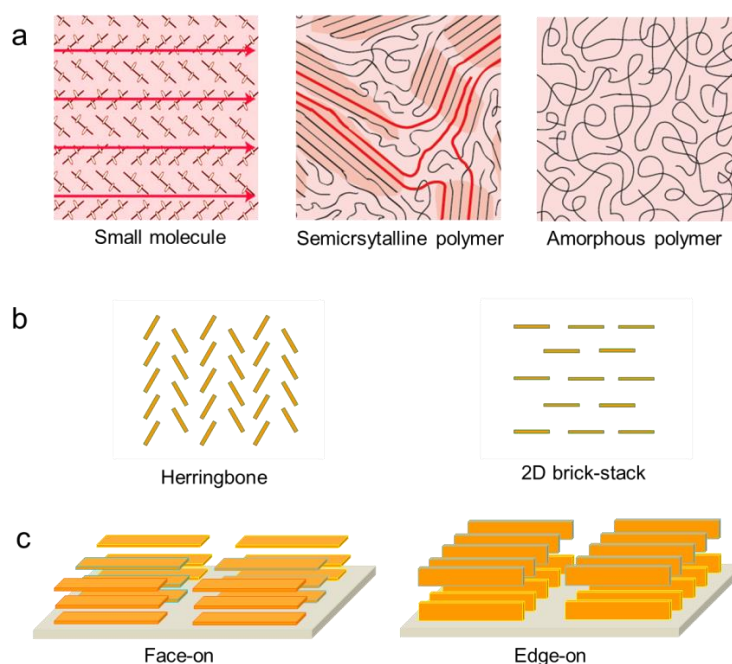 a
Small molecule
Semicrsytalline polymer
Amorphous polymer
b
Herringbone
2D brick-stack
c
Face-on
Edge-on